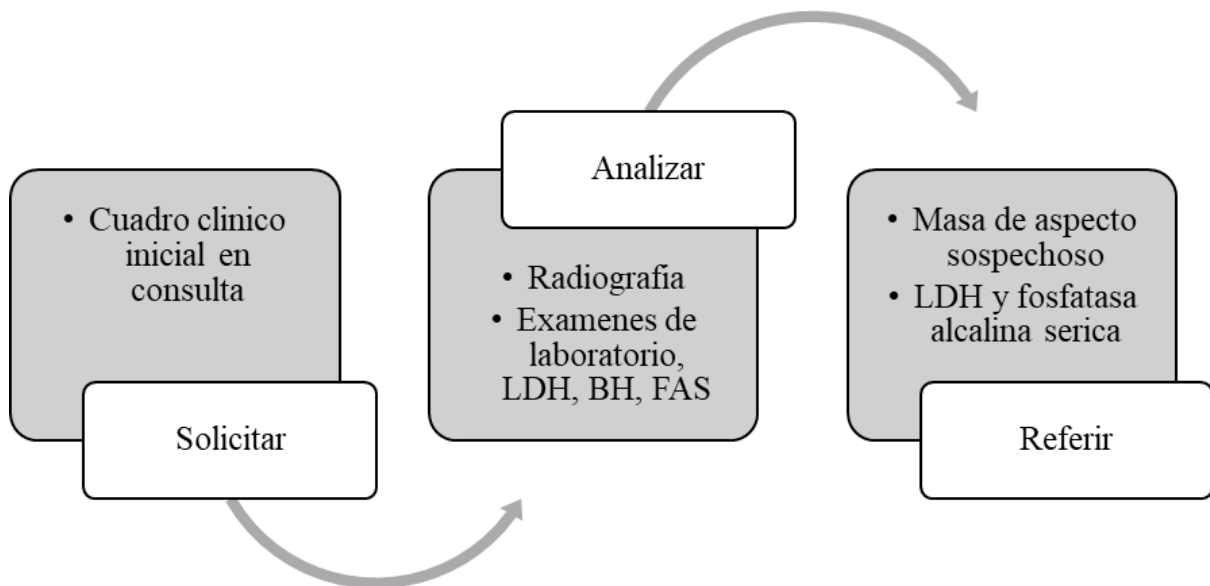 • Cuadro clinico
inicial en
consulta
Solicitar
Analizar
• Radiografia
• Examenes de
laboratorio,
LDH, BH, FAS
• Masa de aspecto
sospechoso
• LDH y fosfatasa
alcalina serica
Referir